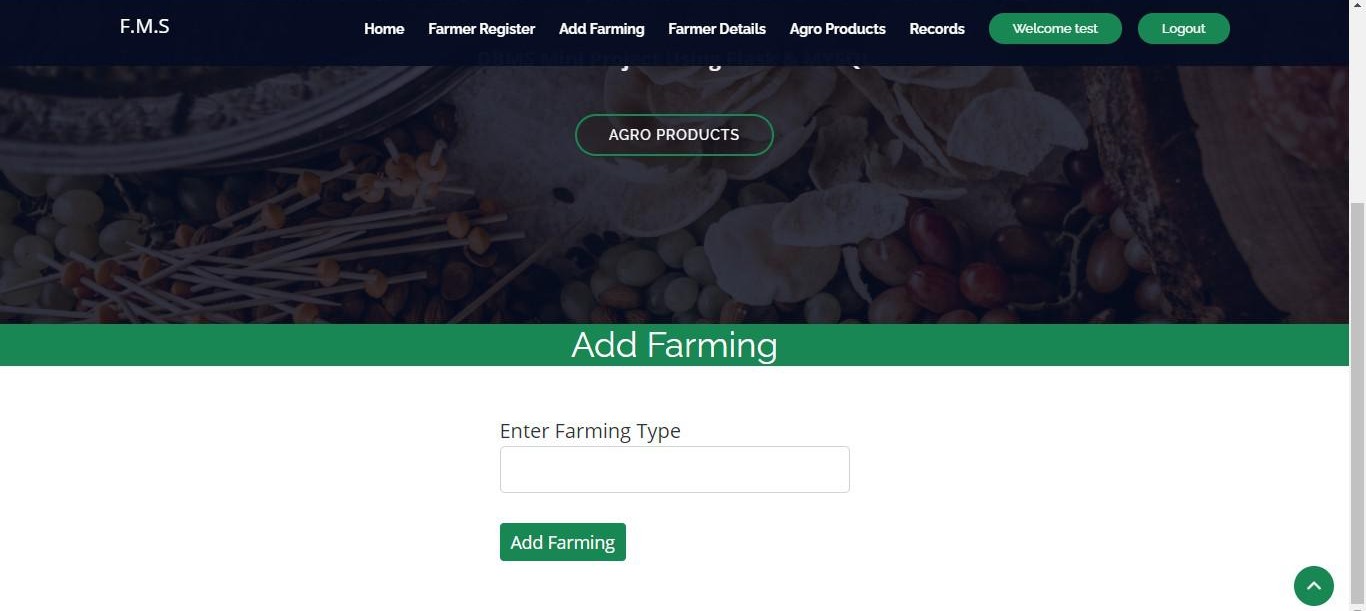 F.M.S
Home Farmer Register Add Farming Farmer Details Agro Products Records Welcome test Logout
AGRO PRODUCTS
Add Farming
Enter Farming Type
Add Farming